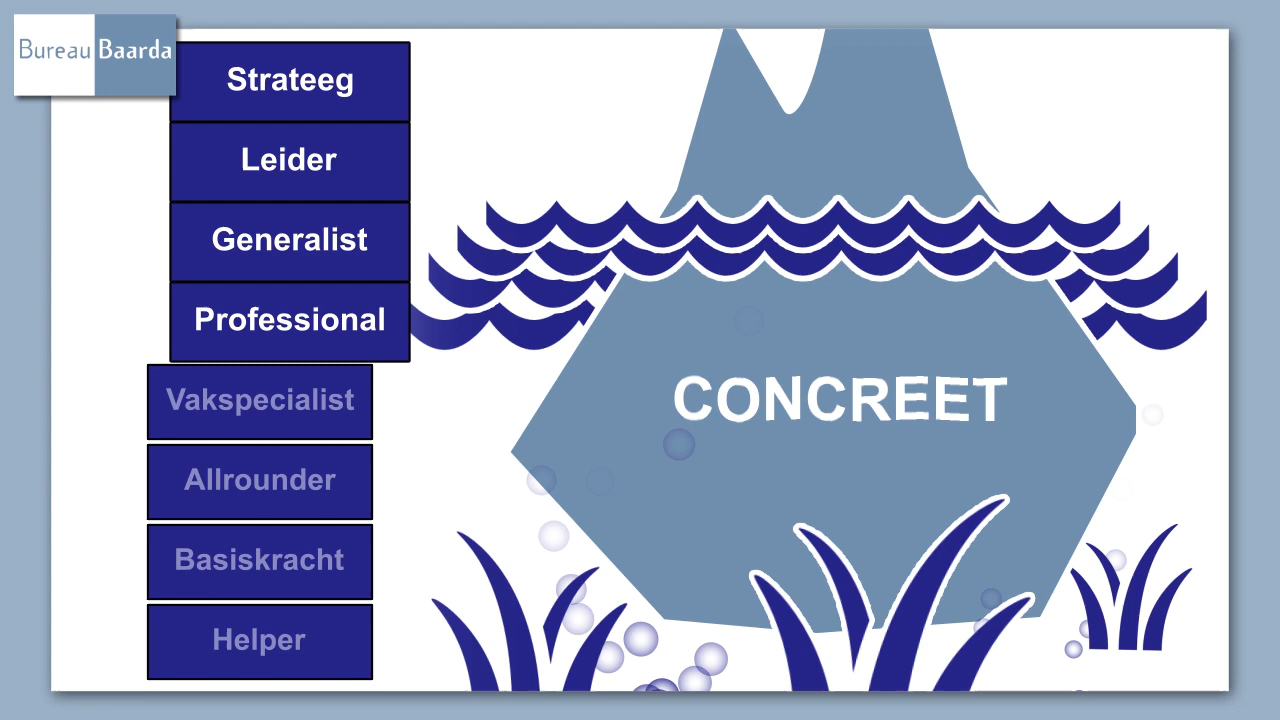 Bureau Baarda
Strateeg
Leider
Generalist
Professional
Vakspecialist
Allrounder
Basiskracht
Helper
CONCREET